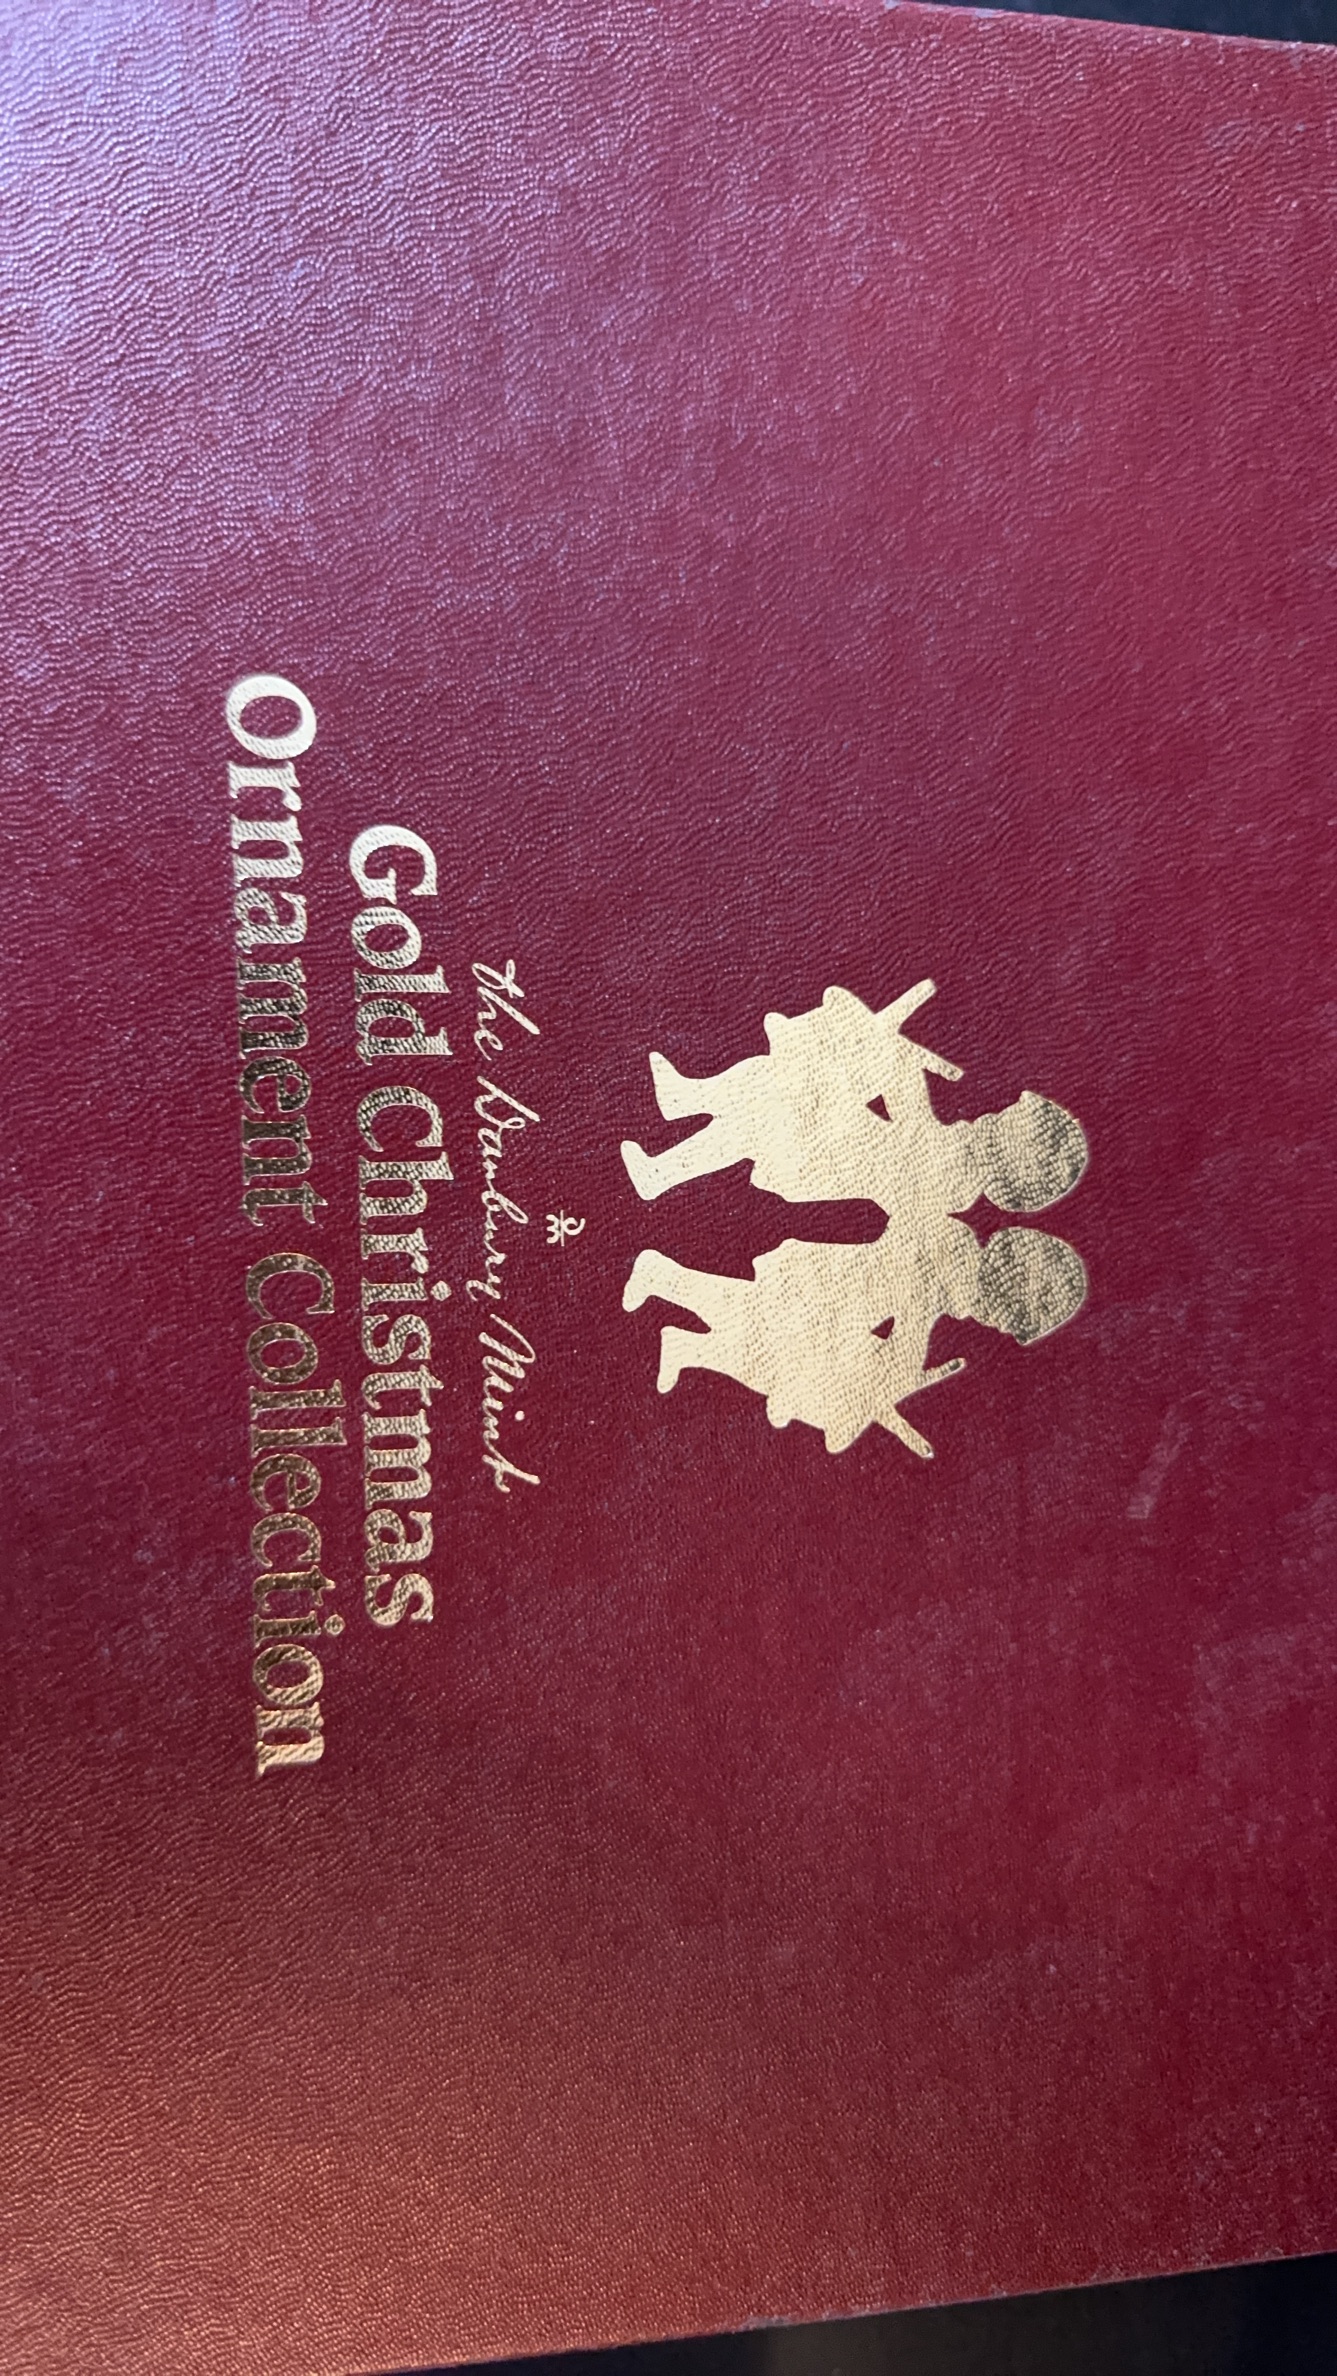 The Danbury Mint
Gold Christmas
Ornament Collection